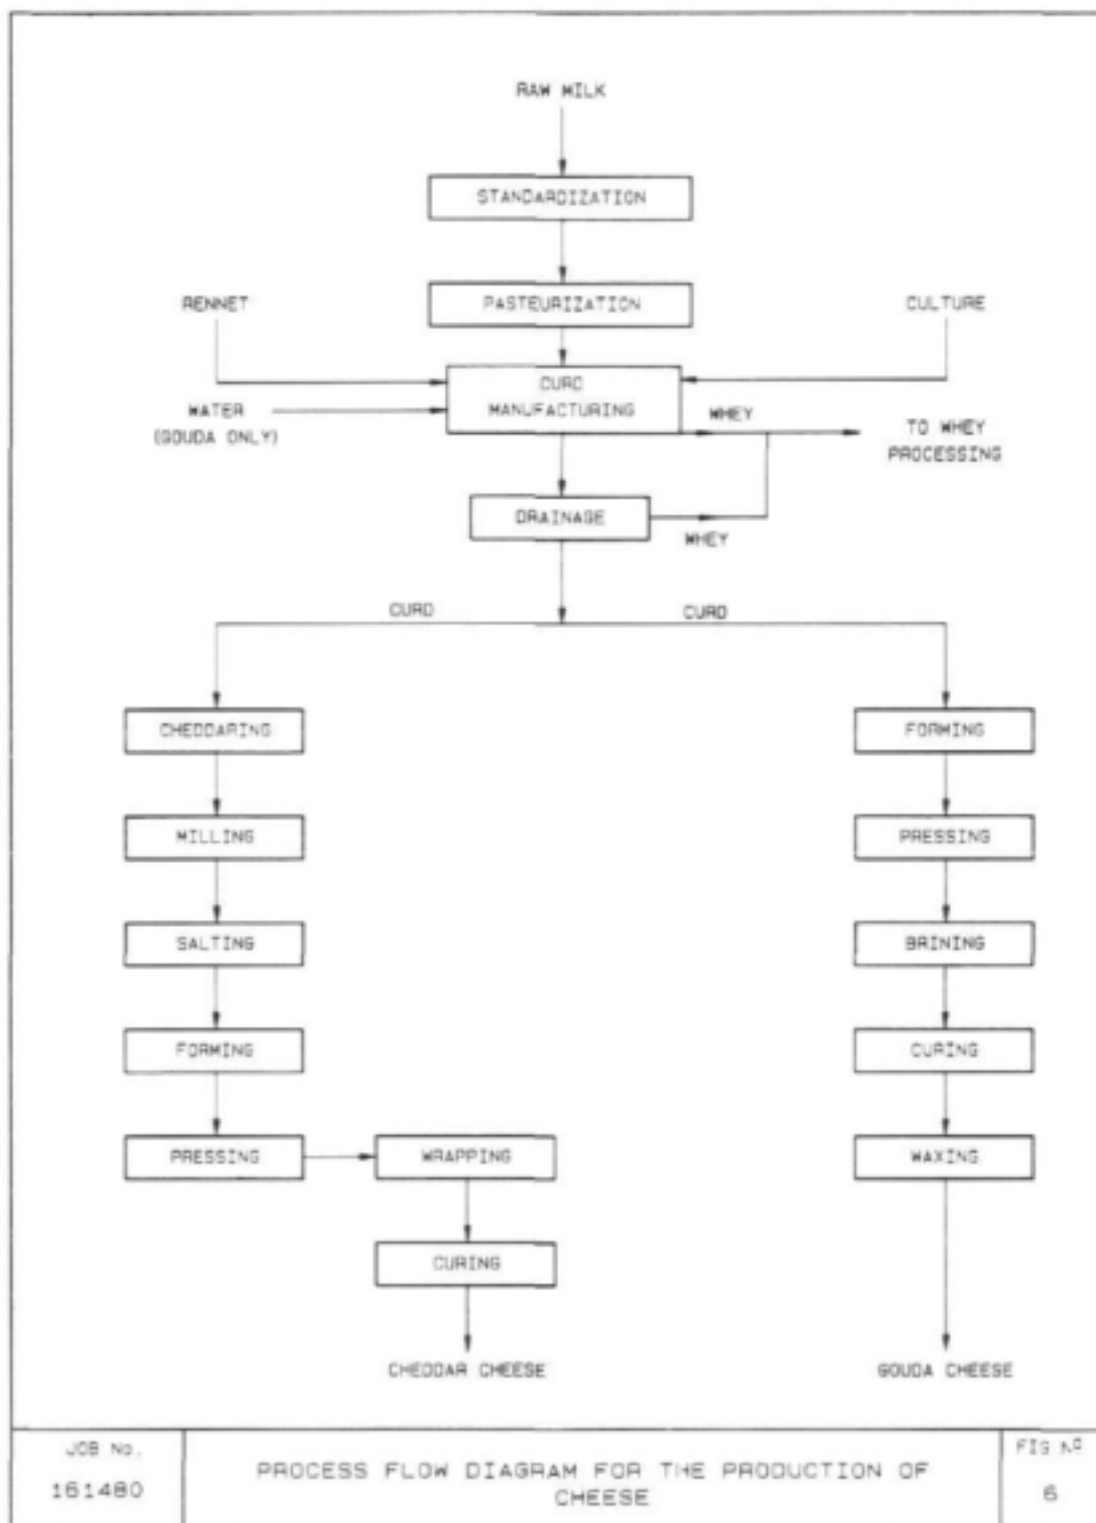 RAW MILK
STANDARDIZATION
PASTEURIZATION
RENNET
CULTURE
CURD
MANUFACTURING
WATER
(GOUDA ONLY)
WHEY
TO WHEY
PROCESSING
DRAINAGE
WHEY
CURD
CURD
CHEDDARING
FORMING
MILLING
PRESSING
SALTING
BRINING
FORMING
CURING
PRESSING
WRAPPING
WAXING
CURING
CHEDDAR CHEESE
GOUDA CHEESE
JOB No.
161480
PROCESS FLOW DIAGRAM FOR THE PRODUCTION OF
CHEESE
FIG Nº
6